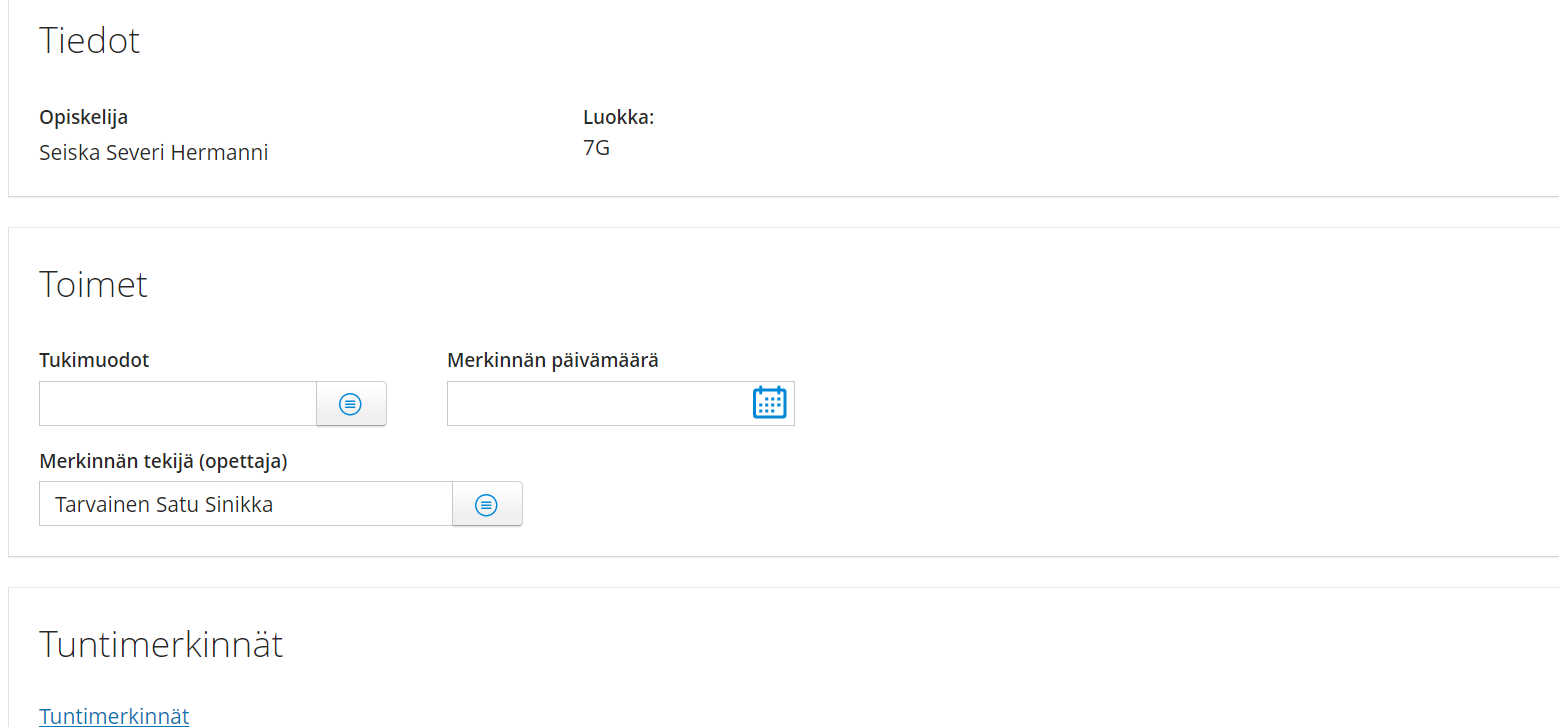 Tiedot
Opiskelija
Luokka:
Seiska Severi Hermanni
7G
Toimet
Tukimuodot
Merkinnän päivämäärä
Merkinnän tekijä (opettaja)
Tarvainen Satu Sinikka
Tuntimerkinnät
Tuntimerkinnät